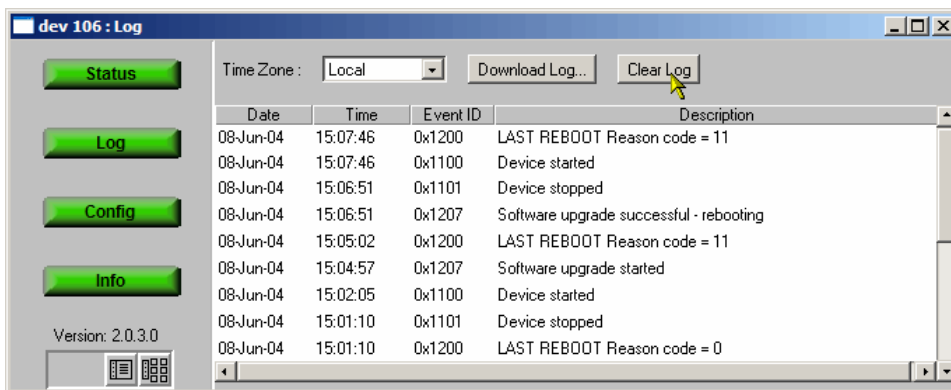 dev 106 : Log
Status
Log
Config
Info
Version: 2.0.3.0
Time Zone : Local Download Log... Clear Log
Date Time Event ID Description
08-Jun-04 15:07:46 0x1200 LAST REBOOT Reason code = 11
08-Jun-04 15:07:46 0x1100 Device started
08-Jun-04 15:06:51 0x1101 Device stopped
08-Jun-04 15:06:51 0x1207 Software upgrade successful - rebooting
08-Jun-04 15:05:02 0x1200 LAST REBOOT Reason code = 11
08-Jun-04 15:04:57 0x1207 Software upgrade started
08-Jun-04 15:02:05 0x1100 Device started
08-Jun-04 15:01:10 0x1101 Device stopped
08-Jun-04 15:01:10 0x1200 LAST REBOOT Reason code = 0